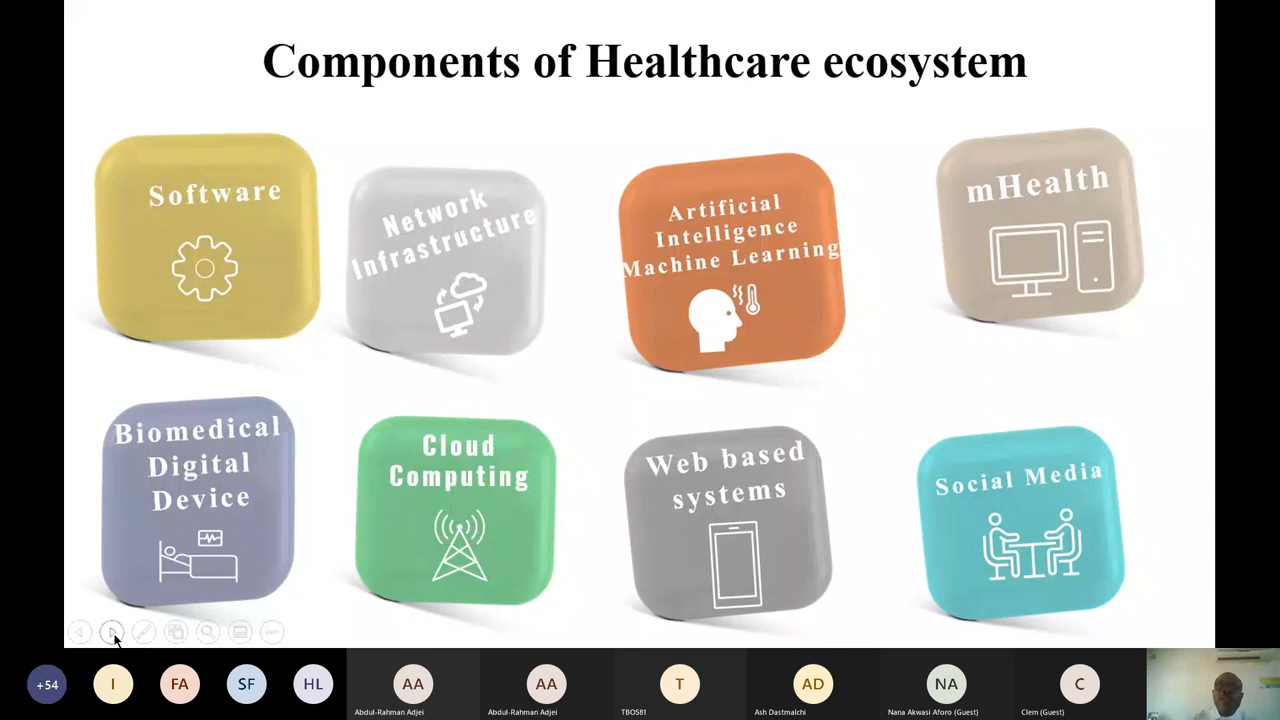 Components of Healthcare ecosystem
Software
Network
Infrastructure
Artificial
Intelligence
Machine Learning
mHealth
Biomedical
Digital
Device
Cloud
Computing
Web based
systems
Social Media
+54
I
FA
SF
HL
AA
Abdul-Rahman Adjei
AA
Abdul-Rahman Adjei
T
TBO581
AD
Ash Dastmalchi
NA
Nana Akwasi Aforo (Guest)
C
Clem (Guest)